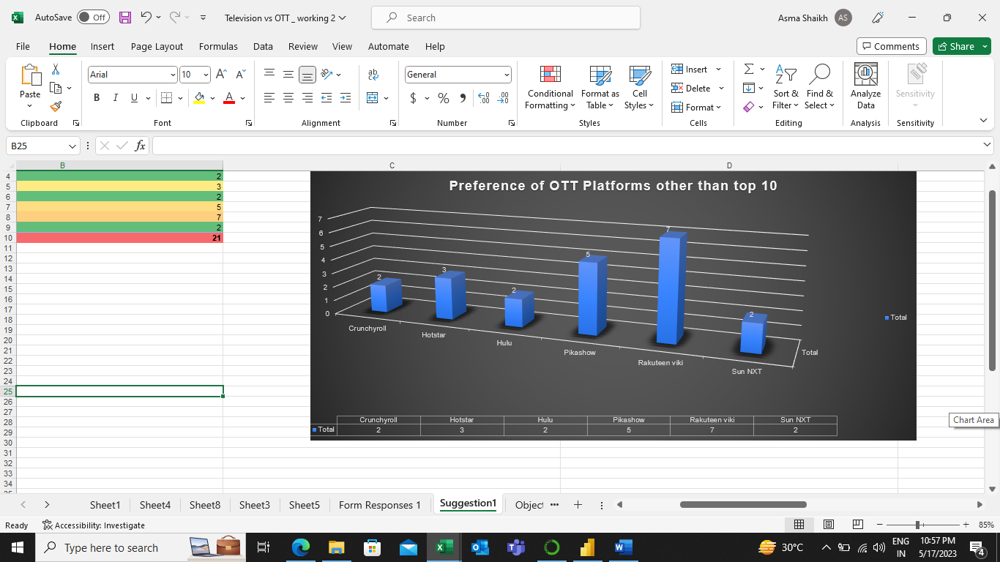 AutoSave Off Television vs OTT _ working 2 Search Asma Shaikh AS
File Home Insert Page Layout Formulas Data Review View Automate Help Comments Share
Paste Arial 10 A A ab General Conditional Formatting Format as Table Cell Styles Insert Delete Format Sort & Filter Find & Select Analyze Data Sensitivity
B I U A $ % 9
Clipboard Font Alignment Number Styles Cells Editing Analysis Sensitivity
B25 fx
B C D
4 2
5 3
6 2
7 5
8 7
9 2
10 21
11
12
13
14
15
16
17
18
19
20
21
22
23
24
25
26
27
28
29
30
31
32
33
34
Preference of OTT Platforms other than top 10
7
6
5
4
3
2
1
0
2 3 2 5 7 2
Crunchyroll Hotstar Hulu Pikashow Rakuteen viki Sun NXT
Total
Total
Crunchyroll Hotstar Hulu Pikashow Rakuteen viki Sun NXT
Total 2 3 2 5 7 2
Chart Area
Sheet1 Sheet4 Sheet8 Sheet3 Sheet5 Form Responses 1 Suggestion1 Object ...
Ready Accessibility: Investigate 85%
Type here to search 30°C ENG IN 10:57 PM 5/17/2023 4